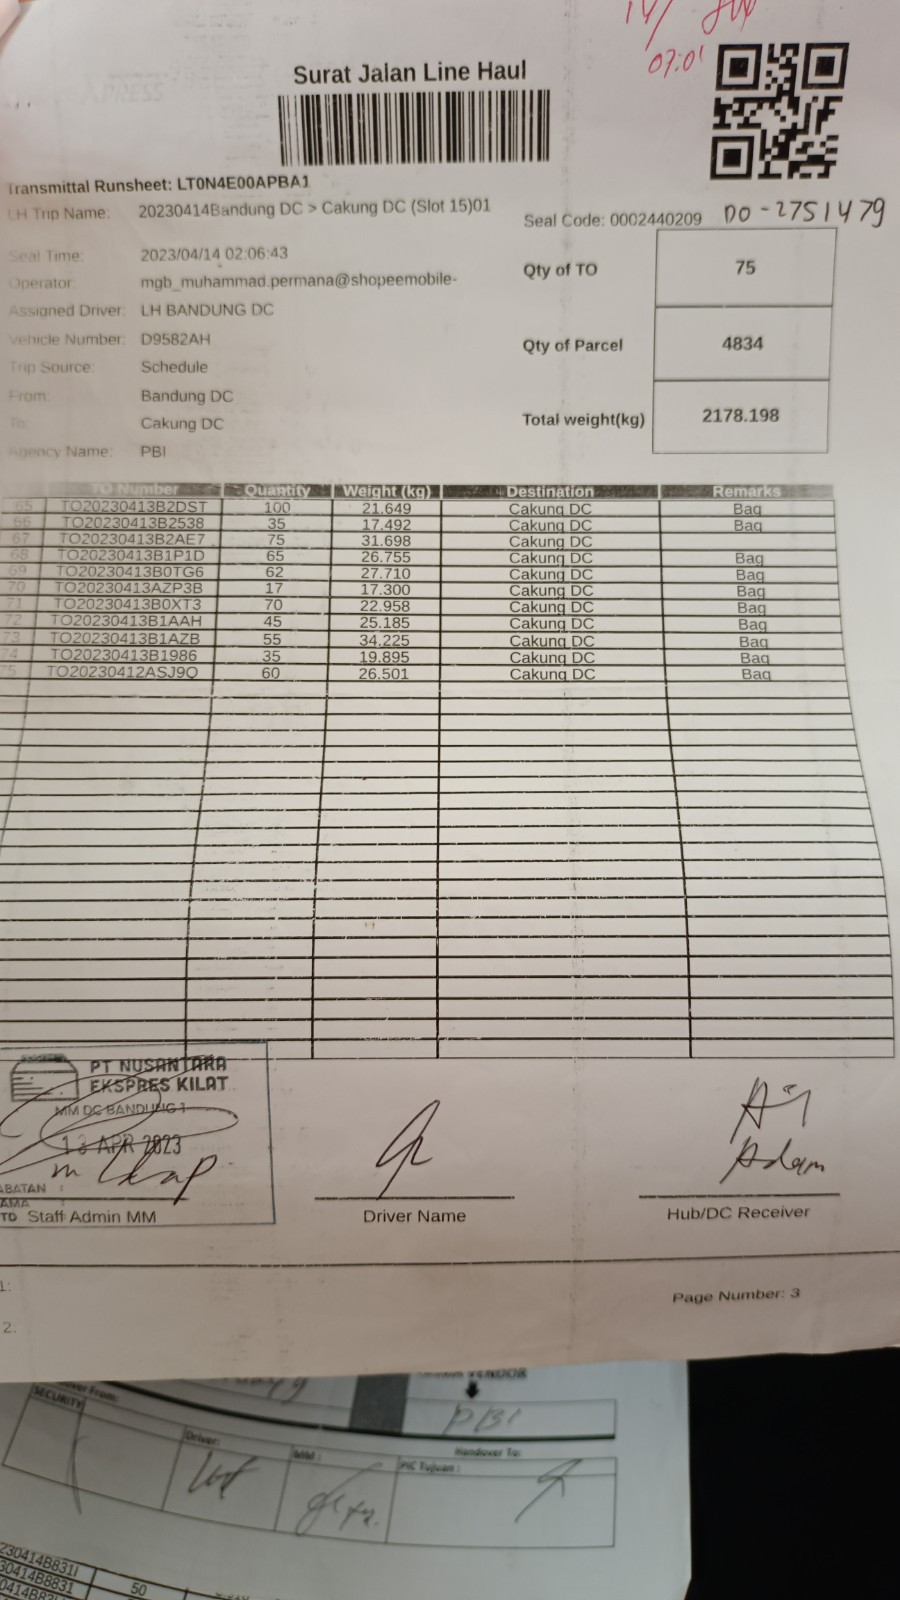 07:01
PRESS
Surat Jalan Line Haul
Transmittal Runsheet: LT0N4E00APBA1
LH Trip Name: 20230414Bandung DC > Cakung DC (Slot 15)01
Seal Code: 0002440209 DO-2751479
Seal Time: 2023/04/14 02:06:43
Operator: mgb_muhammad.permana@shopeemobile-
Assigned Driver: LH BANDUNG DC
Vehicle Number: D9582AH
Trip Source: Schedule
From: Bandung DC
To: Cakung DC
Agency Name: PBI
Qty of TO 75
Qty of Parcel 4834
Total weight(kg) 2178.198
TO Number Quantity Weight (kg) Destination Remarks
65 TO20230413B2DST 100 21.649 Cakung DC Bag
66 TO20230413B2538 35 17.492 Cakung DC Bag
67 TO20230413B2AE7 75 31.698 Cakung DC
68 TO20230413B1P1D 65 26.755 Cakung DC Bag
69 TO20230413B0TG6 62 27.710 Cakung DC Bag
70 TO20230413AZP3B 17 17.300 Cakung DC Bag
71 TO20230413B0XT3 70 22.958 Cakung DC Bag
72 TO20230413B1AAH 45 25.185 Cakung DC Bag
73 TO20230413B1AZB 55 34.225 Cakung DC Bag
74 TO20230413B1986 35 19.895 Cakung DC Bag
75 TO20230412ASJ9Q 60 26.501 Cakung DC Bag
PT NUSANTARA
EKSPRES KILAT
MM DC BANDUNG 1
13 APR 2023
ABATAN :
AMA :
TD Staff Admin MM
Driver Name
Adam
Hub/DC Receiver
1:
2.
Page Number: 3
VENDOR
PBI
SECURITY
Driver:
MM :
Handover To:
PIC Tujuan :
230414B831I
30414B8831 50